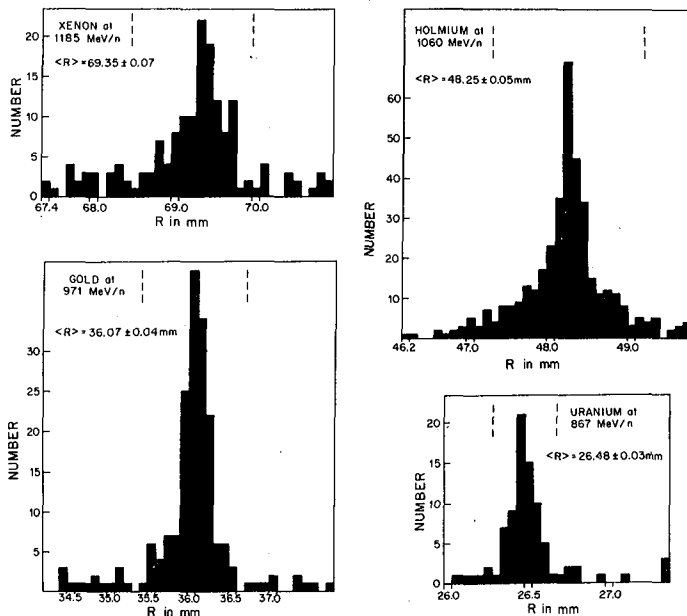 XENON at
1185 MeV/n
<R> = 69.35 ± 0.07
NUMBER
20
15
10
5
0
67.4 68.0 69.0 70.0
R in mm
HOLMIUM at
1060 MeV/n
<R> = 48.25 ± 0.05mm
NUMBER
60
50
40
30
20
10
46.2 47.0 48.0 49.0
R in mm
GOLD at
971 MeV/n
<R> = 36.07 ± 0.04mm
NUMBER
30
25
20
15
10
5
34.5 35.0 35.5 36.0 36.5 37.0
R in mm
URANIUM at
867 MeV/n
<R> = 26.48 ± 0.03mm
NUMBER
20
15
10
5
0
26.0 26.5 27.0
R in mm